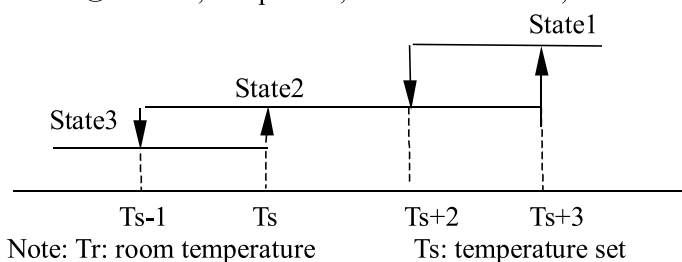 State1
State2
State3
Ts-1 Ts Ts+2 Ts+3
Note: Tr: room temperature Ts: temperature set